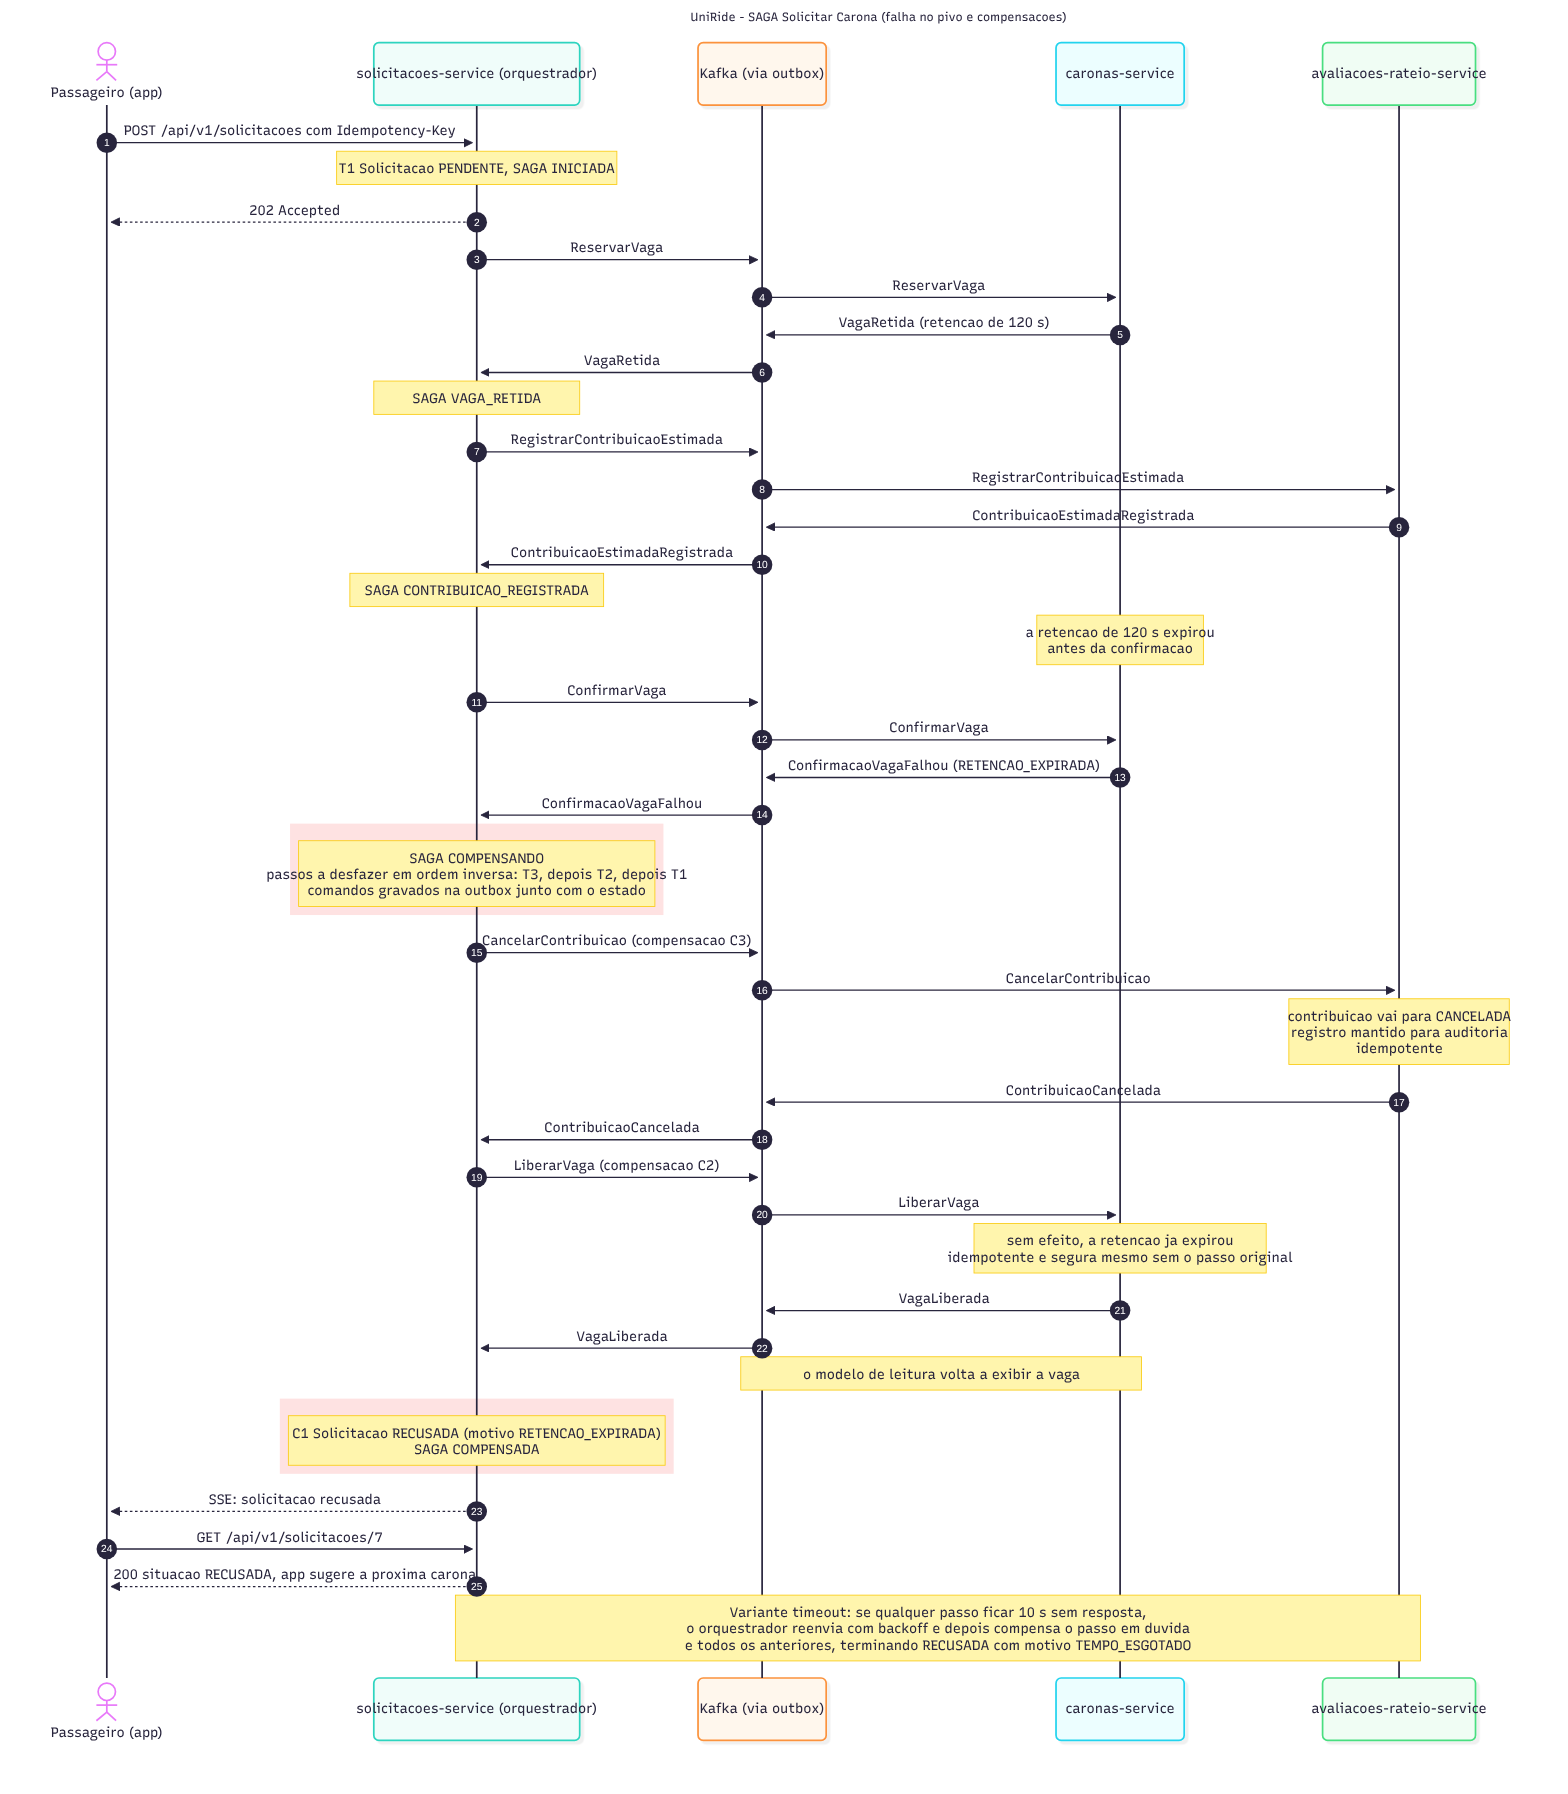 UniRide - SAGA Solicitar Carona (falha no pivo e compensacoes)
Passageiro (app)
solicitacoes-service (orquestrador)
Kafka (via outbox)
caronas-service
avaliacoes-rateio-service
1
POST /api/v1/solicitacoes com Idempotency-Key
T1 Solicitacao PENDENTE, SAGA INICIADA
202 Accepted
2
3
ReservarVaga
4
ReservarVaga
VagaRetida (retencao de 120 s)
5
VagaRetida
6
SAGA VAGA_RETIDA
7
RegistrarContribuicaoEstimada
8
RegistrarContribuicaoEstimada
ContribuicaoEstimadaRegistrada
9
ContribuicaoEstimadaRegistrada
10
SAGA CONTRIBUICAO_REGISTRADA
a retencao de 120 s expirou
antes da confirmacao
11
ConfirmarVaga
12
ConfirmarVaga
ConfirmacaoVagaFalhou (RETENCAO_EXPIRADA)
13
ConfirmacaoVagaFalhou
14
SAGA COMPENSANDO
passos a desfazer em ordem inversa: T3, depois T2, depois T1
comandos gravados na outbox junto com o estado
15
CancelarContribuicao (compensacao C3)
16
CancelarContribuicao
contribuicao vai para CANCELADA
registro mantido para auditoria
idempotente
ContribuicaoCancelada
17
ContribuicaoCancelada
18
19
LiberarVaga (compensacao C2)
20
LiberarVaga
sem efeito, a retencao ja expirou
idempotente e segura mesmo sem o passo original
VagaLiberada
21
VagaLiberada
22
o modelo de leitura volta a exibir a vaga
C1 Solicitacao RECUSADA (motivo RETENCAO_EXPIRADA)
SAGA COMPENSADA
SSE: solicitacao recusada
23
24
GET /api/v1/solicitacoes/7
200 situacao RECUSADA, app sugere a proxima carona
25
Variante timeout: se qualquer passo ficar 10 s sem resposta,
o orquestrador reenvia com backoff e depois compensa o passo em duvida
e todos os anteriores, terminando RECUSADA com motivo TEMPO_ESGOTADO
Passageiro (app)
solicitacoes-service (orquestrador)
Kafka (via outbox)
caronas-service
avaliacoes-rateio-service